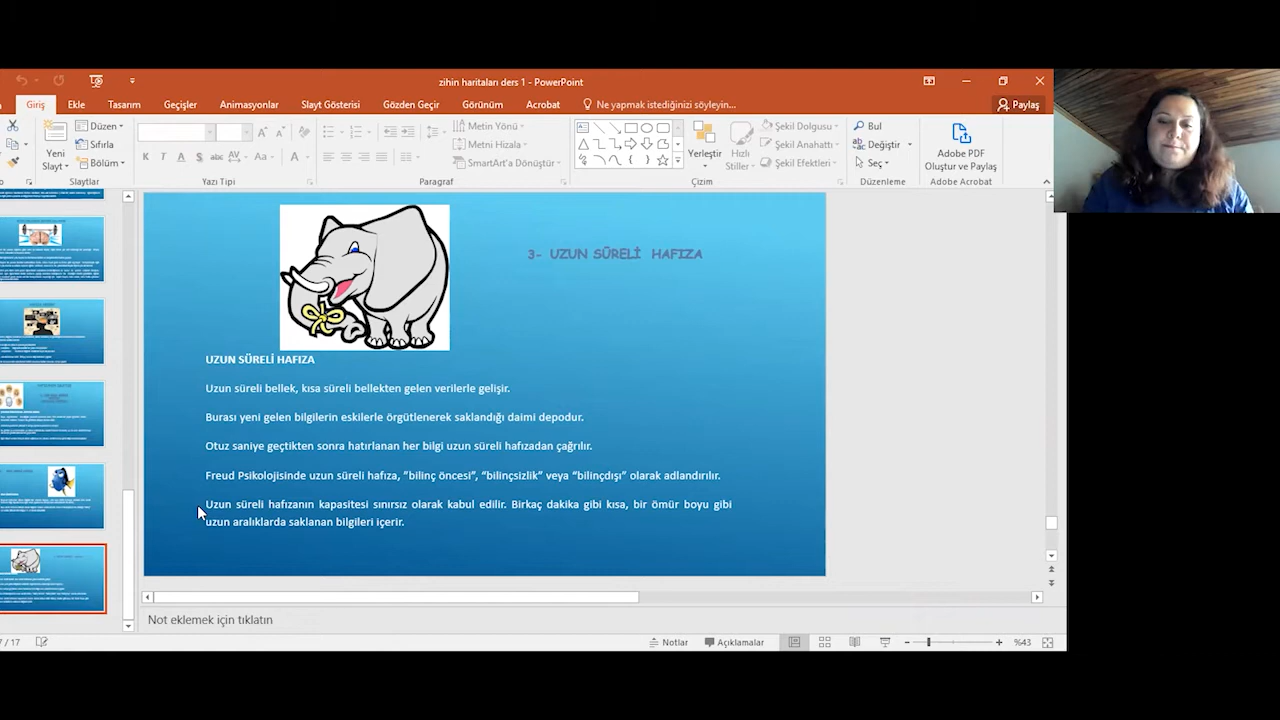 zihin haritaları ders 1 - PowerPoint
Giriş Ekle Tasarım Geçişler Animasyonlar Slayt Gösterisi Gözden Geçir Görünüm Acrobat Ne yapmak istediğinizi söyleyin... Paylaş
Yeni Slayt
Düzen
Sıfırla
Bölüm
Slaytlar
K T A S abc AV Aa A
Yazı Tipi
Metin Yönü
Metni Hizala
SmartArt'a Dönüştür
Paragraf
Yerleştir
Hızlı Stiller
Şekil Dolgusu
Şekil Anahattı
Şekil Efektleri
Çizim
Bul
Değiştir
Seç
Düzenleme
Adobe PDF
Oluştur ve Paylaş
Adobe Acrobat
3- UZUN SÜRELİ HAFIZA
UZUN SÜRELİ HAFIZA
Uzun süreli bellek, kısa süreli bellekten gelen verilerle gelişir.
Burası yeni gelen bilgilerin eskilerle örgütlenerek saklandığı daimi depodur.
Otuz saniye geçtikten sonra hatırlanan her bilgi uzun süreli hafızadan çağrılır.
Freud Psikolojisinde uzun süreli hafıza, "bilinç öncesi", “bilinçsizlik” veya “bilinçdışı” olarak adlandırılır.
Uzun süreli hafızanın kapasitesi sınırsız olarak kabul edilir. Birkaç dakika gibi kısa, bir ömür boyu gibi
uzun aralıklarda saklanan bilgileri içerir.
Not eklemek için tıklatın
/ 17 Notlar Açıklamalar %43